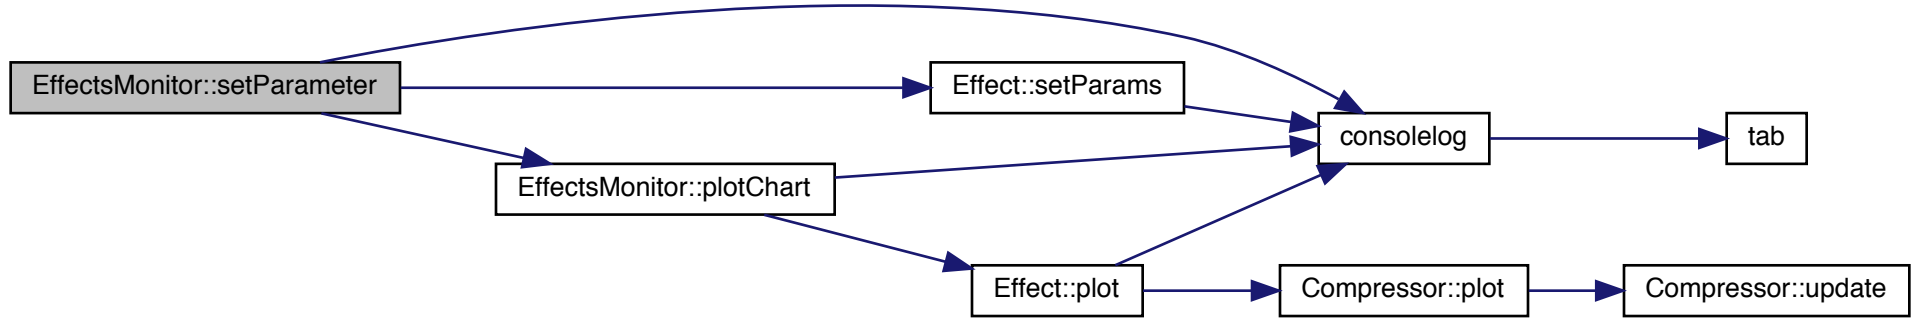 EffectsMonitor::setParameter
Effect::setParams
consolelog
tab
EffectsMonitor::plotChart
Effect::plot
Compressor::plot
Compressor::update